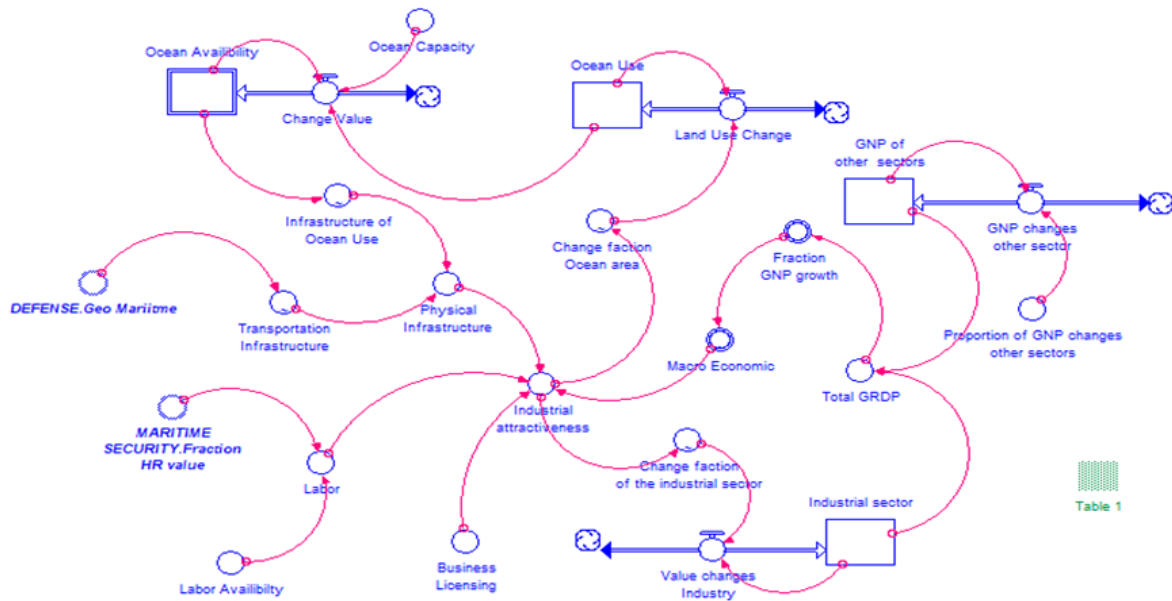 Ocean Capacity
Ocean Availibility
Ocean Use
Change Value
Land Use Change
GNP of
other sectors
Infrastructure of
Ocean Use
Change faction
Ocean area
Fraction
GNP growth
GNP changes
other sector
DEFENSE.Geo Mariitme
Transportation
Infrastructure
Physical
Infrastructure
Macro Economic
Proportion of GNP changes
other sectors
Total GRDP
Industrial
attractiveness
MARITIME
SECURITY.Fraction
HR value
Labor
Change faction
of the industrial sector
Industrial sector
Table 1
Labor Availibilty
Business
Licensing
Value changes
Industry